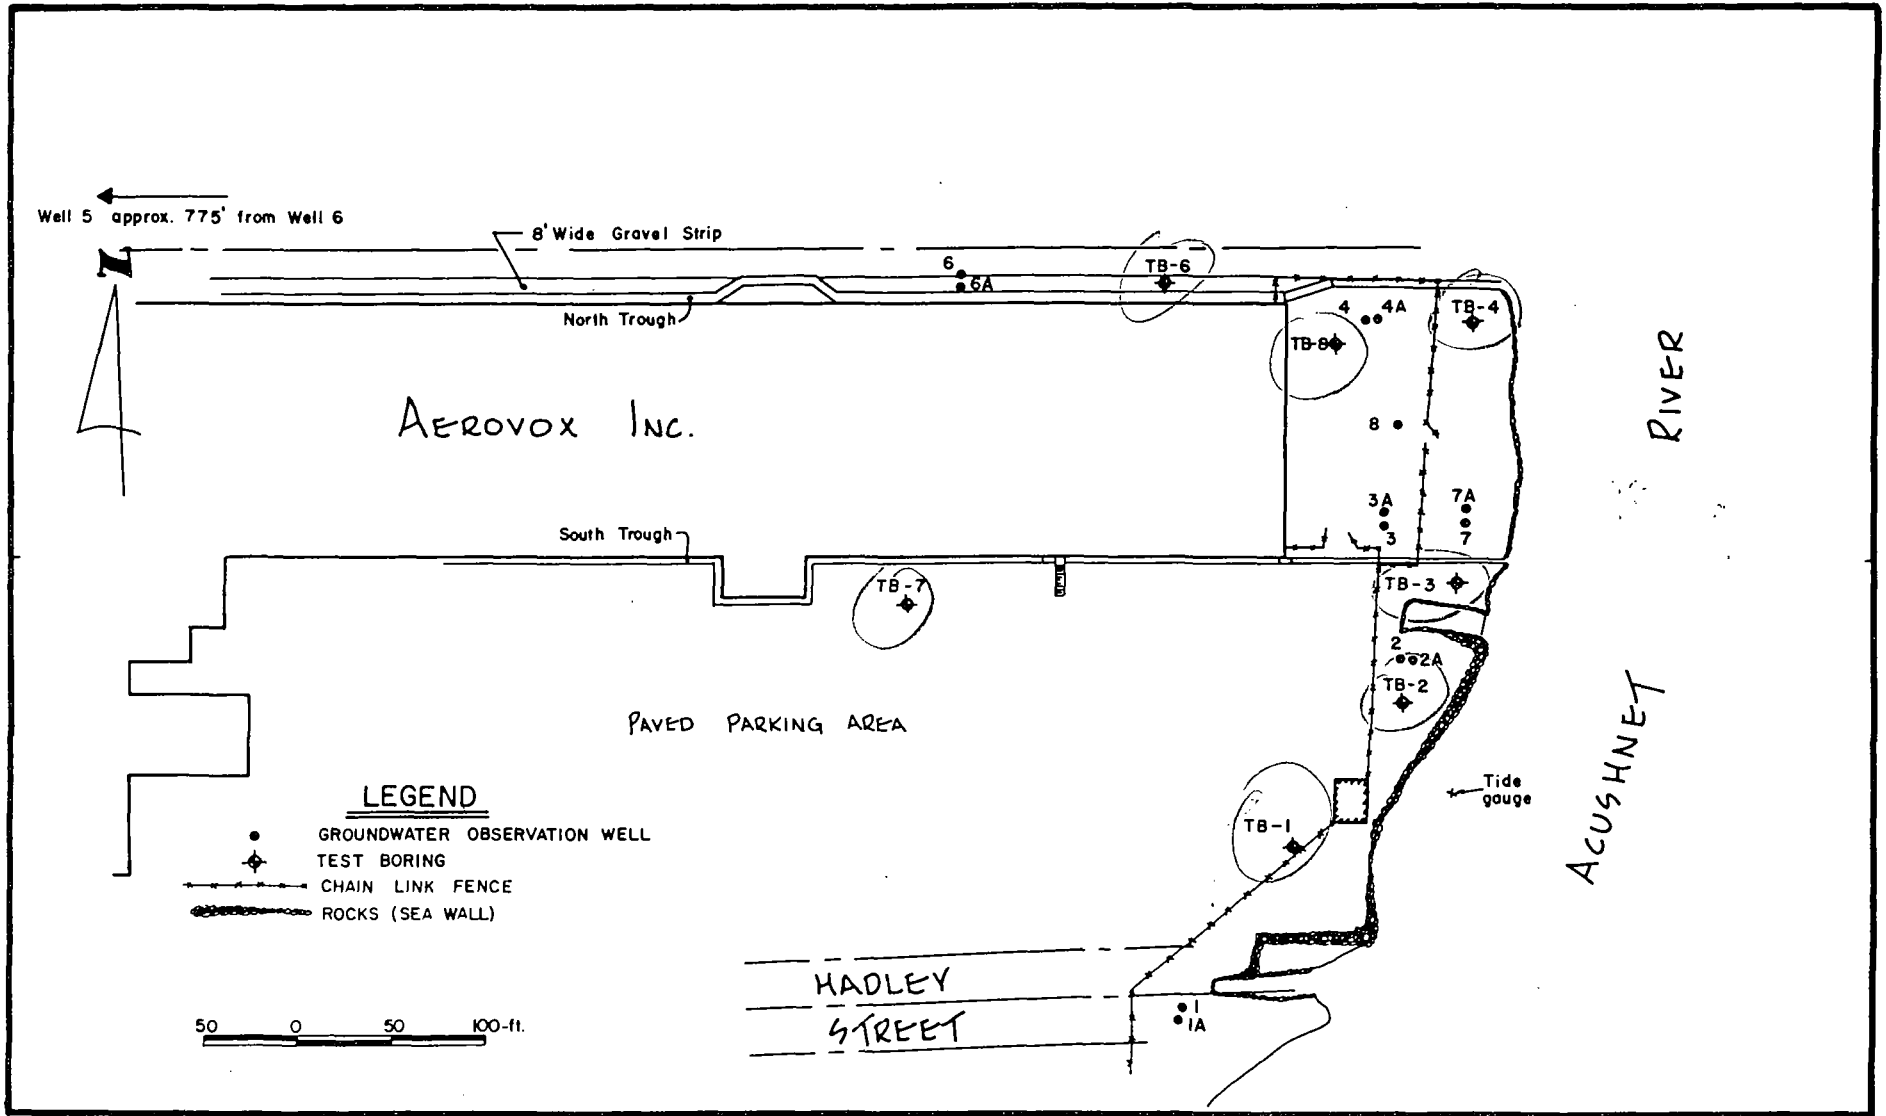 Well 5 approx. 775' from Well 6
8' Wide Gravel Strip
N
6
6A
TB-6
North Trough
4
4A
TB-4
TB-8
AEROVOX INC.
8
RIVER
3A
3
7A
7
South Trough
TB-7
TB-3
2
2A
TB-2
PAVED PARKING AREA
Tide
gauge
ACUSHNET
TB-1
LEGEND
GROUNDWATER OBSERVATION WELL
TEST BORING
CHAIN LINK FENCE
ROCKS (SEA WALL)
HADLEY
STREET
1
1A
50 0 50 100-ft.